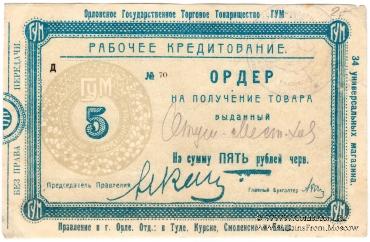 Орловское Государственное Торговое Товарищество „ГУМ"
РАБОЧЕЕ КРЕДИТОВАНИЕ.
Д
№ 70
ОРДЕР
НА ПОЛУЧЕНИЕ ТОВАРА
ВЫДАННЫЙ
ГУМ
5
На сумму ПЯТЬ рублей черв.
Председатель Правления
Главный Бухгалтер
БЕЗ ПРАВА ПЕРЕДАЧИ.
34 универсальных магазина.
ГУМ
ГУМ
ГУМ
Правление в г. Орле. Отд.: в Туле, Курске, Смоленске и